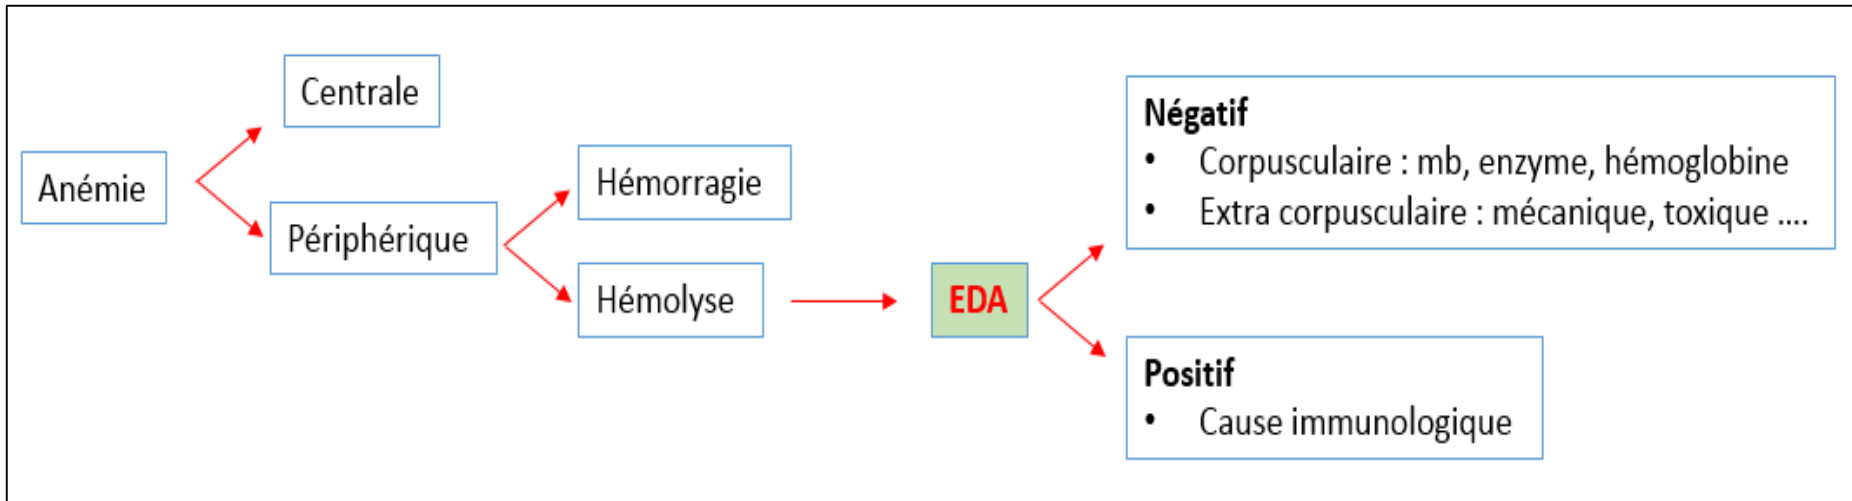 Anémie
Centrale
Périphérique
Hémorragie
Hémolyse
EDA
Négatif
• Corpusculaire : mb, enzyme, hémoglobine
• Extra corpusculaire : mécanique, toxique ....
Positif
• Cause immunologique